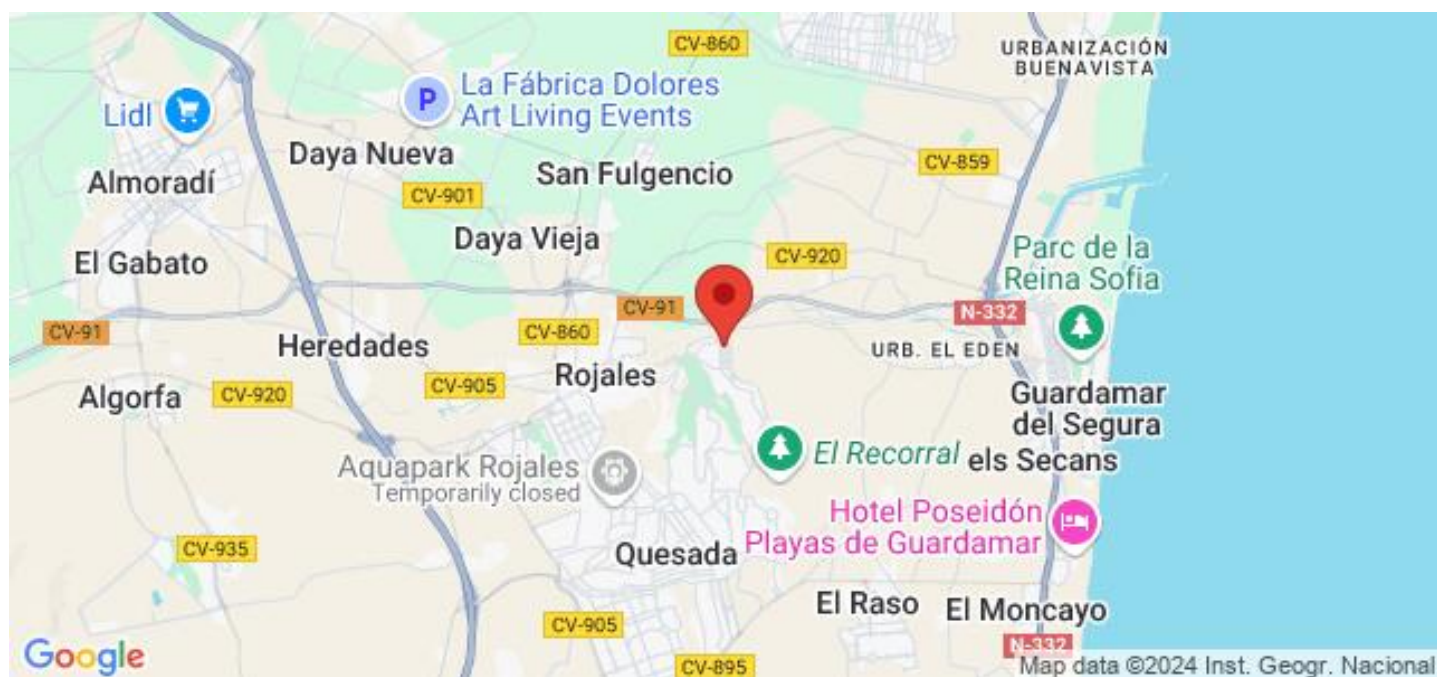 CV-860
URBANIZACIÓN
BUENAVISTA
La Fábrica Dolores
Art Living Events
P
Lidl
Daya Nueva
CV-859
San Fulgencio
Almoradí
CV-901
Daya Vieja
CV-920
Parc de la
Reina Sofia
El Gabato
CV-91
N-332
CV-91
CV-860
Heredades
URB. EL EDEN
Rojales
CV-905
Algorfa
CV-920
Guardamar
del Segura
El Recorral
els Secans
Aquapark Rojales
Temporarily closed
Hotel Poseidón
Playas de Guardamar
CV-935
Quesada
El Raso
El Moncayo
CV-905
N-332
Google
CV-895
Map data ©2024 Inst. Geogr. Nacional